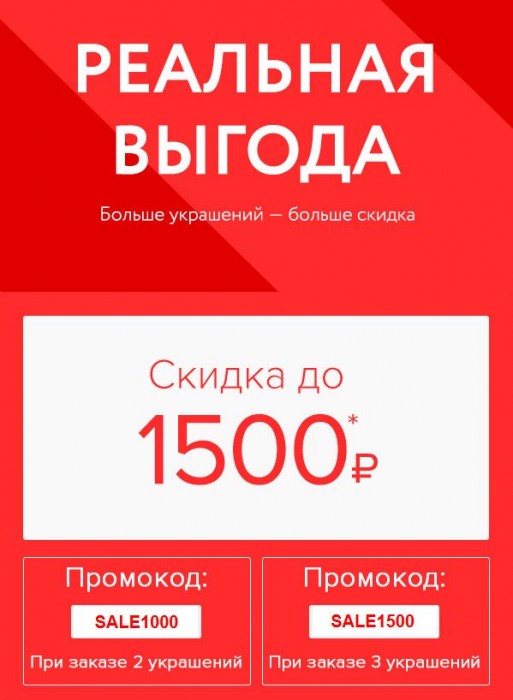 РЕАЛЬНАЯ
ВЫГОДА
Больше украшений — больше скидка
Скидка до
1500*₽
Промокод:
SALE1000
При заказе 2 украшений
Промокод:
SALE1500
При заказе 3 украшений